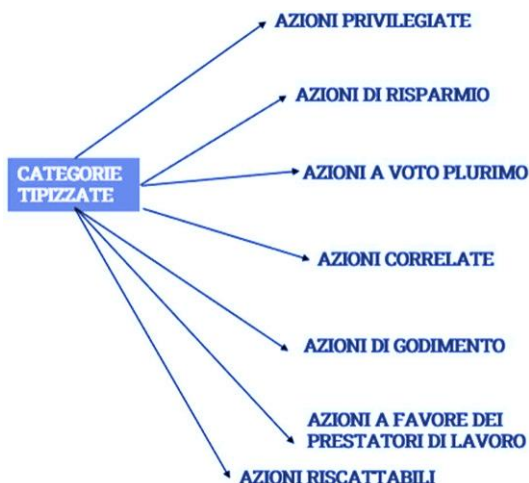 AZIONI PRIVILEGIATE
AZIONI DI RISPARMIO
CATEGORIE
TIPIZZATE
AZIONI A VOTO PLURIMO
AZIONI CORRELATE
AZIONI DI GODIMENTO
AZIONI A FAVORE DEI
PRESTATORI DI LAVORO
AZIONI RISCATTABILI